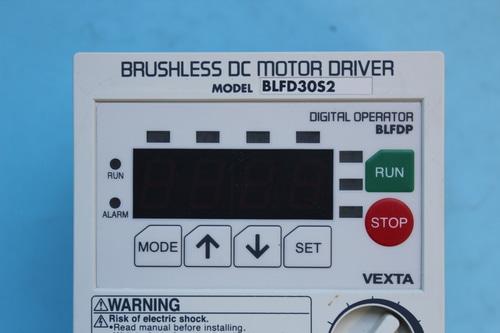 BRUSHLESS DC MOTOR DRIVER
MODEL BLFD30S2
DIGITAL OPERATOR
BLFDP
RUN
RUN
ALARM
STOP
MODE
SET
VEXTA
WARNING
Risk of electric shock.
•Read manual before installing.